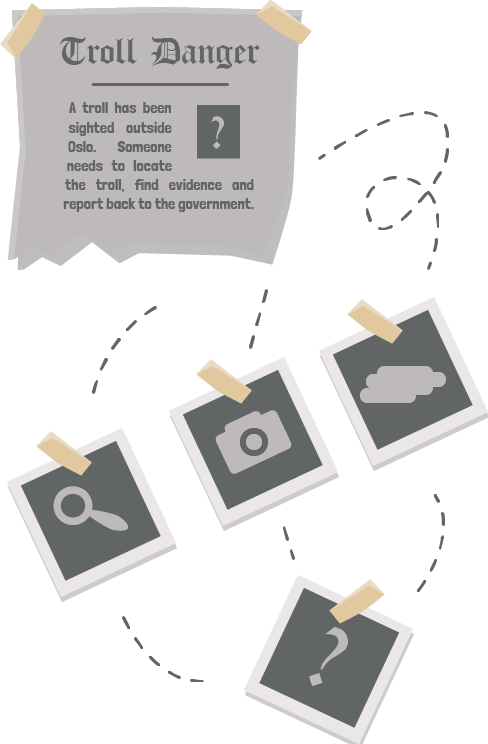 Troll Danger
A troll has been
sighted outside
Oslo. Someone
needs to locate
the troll, find evidence and
report back to the government.
?
?